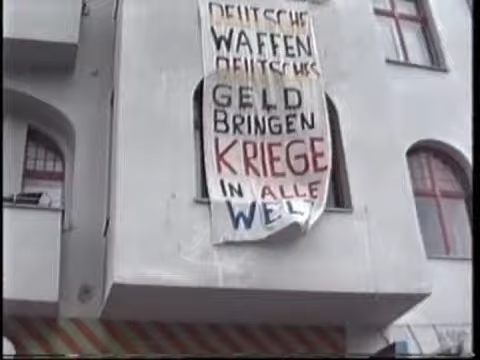 DEUTSCHE
WAFFEN
DEUTSCHES
GELD
BRINGEN
KRIEGE
IN ALLE
WELT